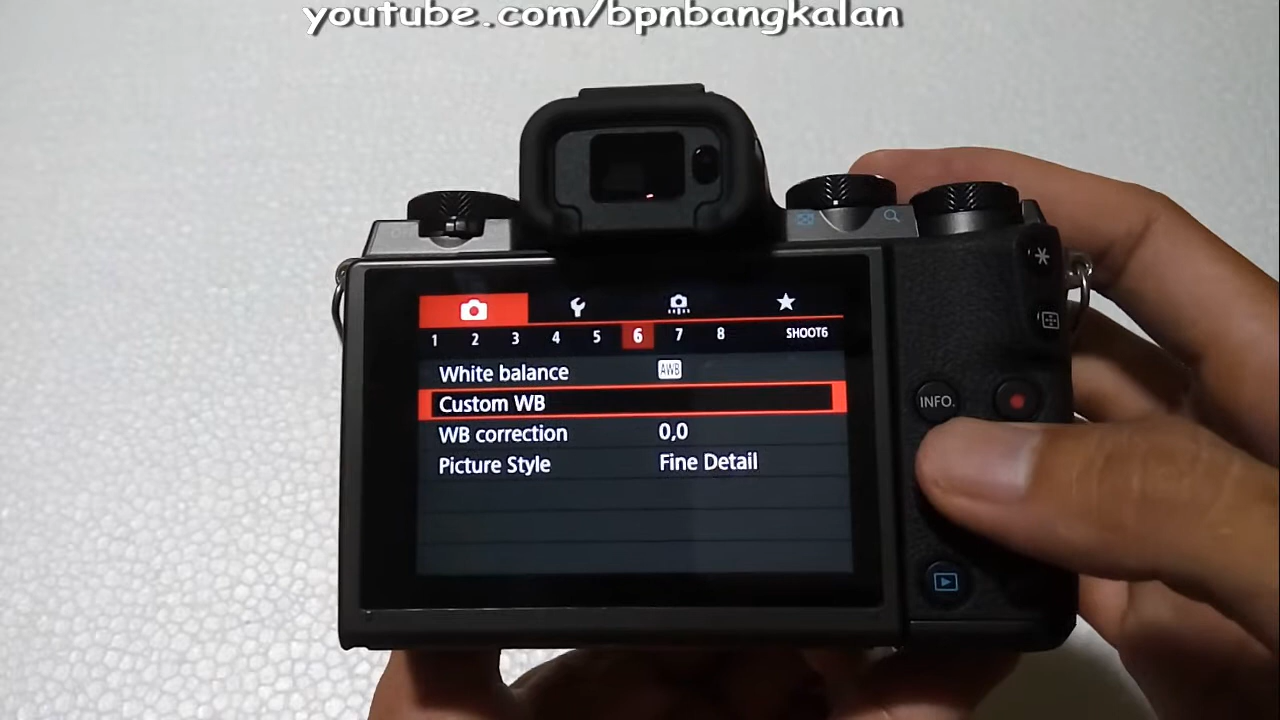 youtube.com/bpnbangkalan
1 2 3 4 5 6 7 8 SHOOT6
White balance AWB
Custom WB
WB correction 0,0
Picture Style Fine Detail
INFO.